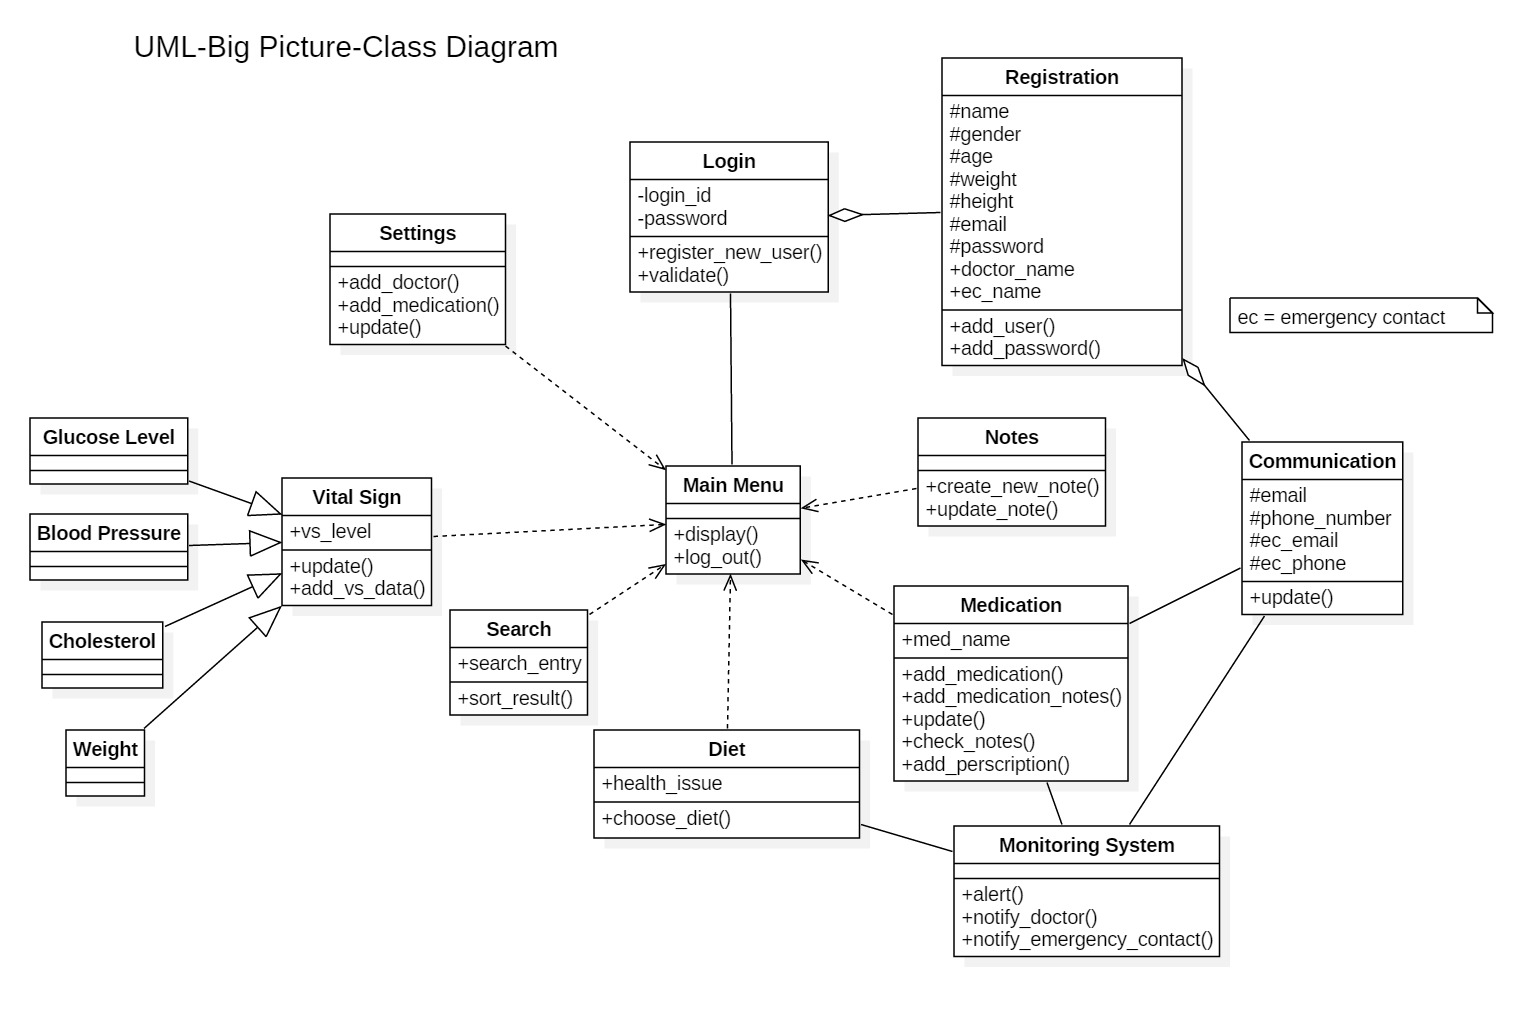 UML-Big Picture-Class Diagram
Registration
#name
#gender
#age
#weight
#height
#email
#password
+doctor_name
+ec_name
+add_user()
+add_password()
Login
-login_id
-password
+register_new_user()
+validate()
Settings
+add_doctor()
+add_medication()
+update()
ec = emergency contact
Glucose Level
Blood Pressure
Cholesterol
Weight
Vital Sign
+vs_level
+update()
+add_vs_data()
Main Menu
+display()
+log_out()
Notes
+create_new_note()
+update_note()
Communication
#email
#phone_number
#ec_email
#ec_phone
+update()
Search
+search_entry
+sort_result()
Medication
+med_name
+add_medication()
+add_medication_notes()
+update()
+check_notes()
+add_perscription()
Diet
+health_issue
+choose_diet()
Monitoring System
+alert()
+notify_doctor()
+notify_emergency_contact()